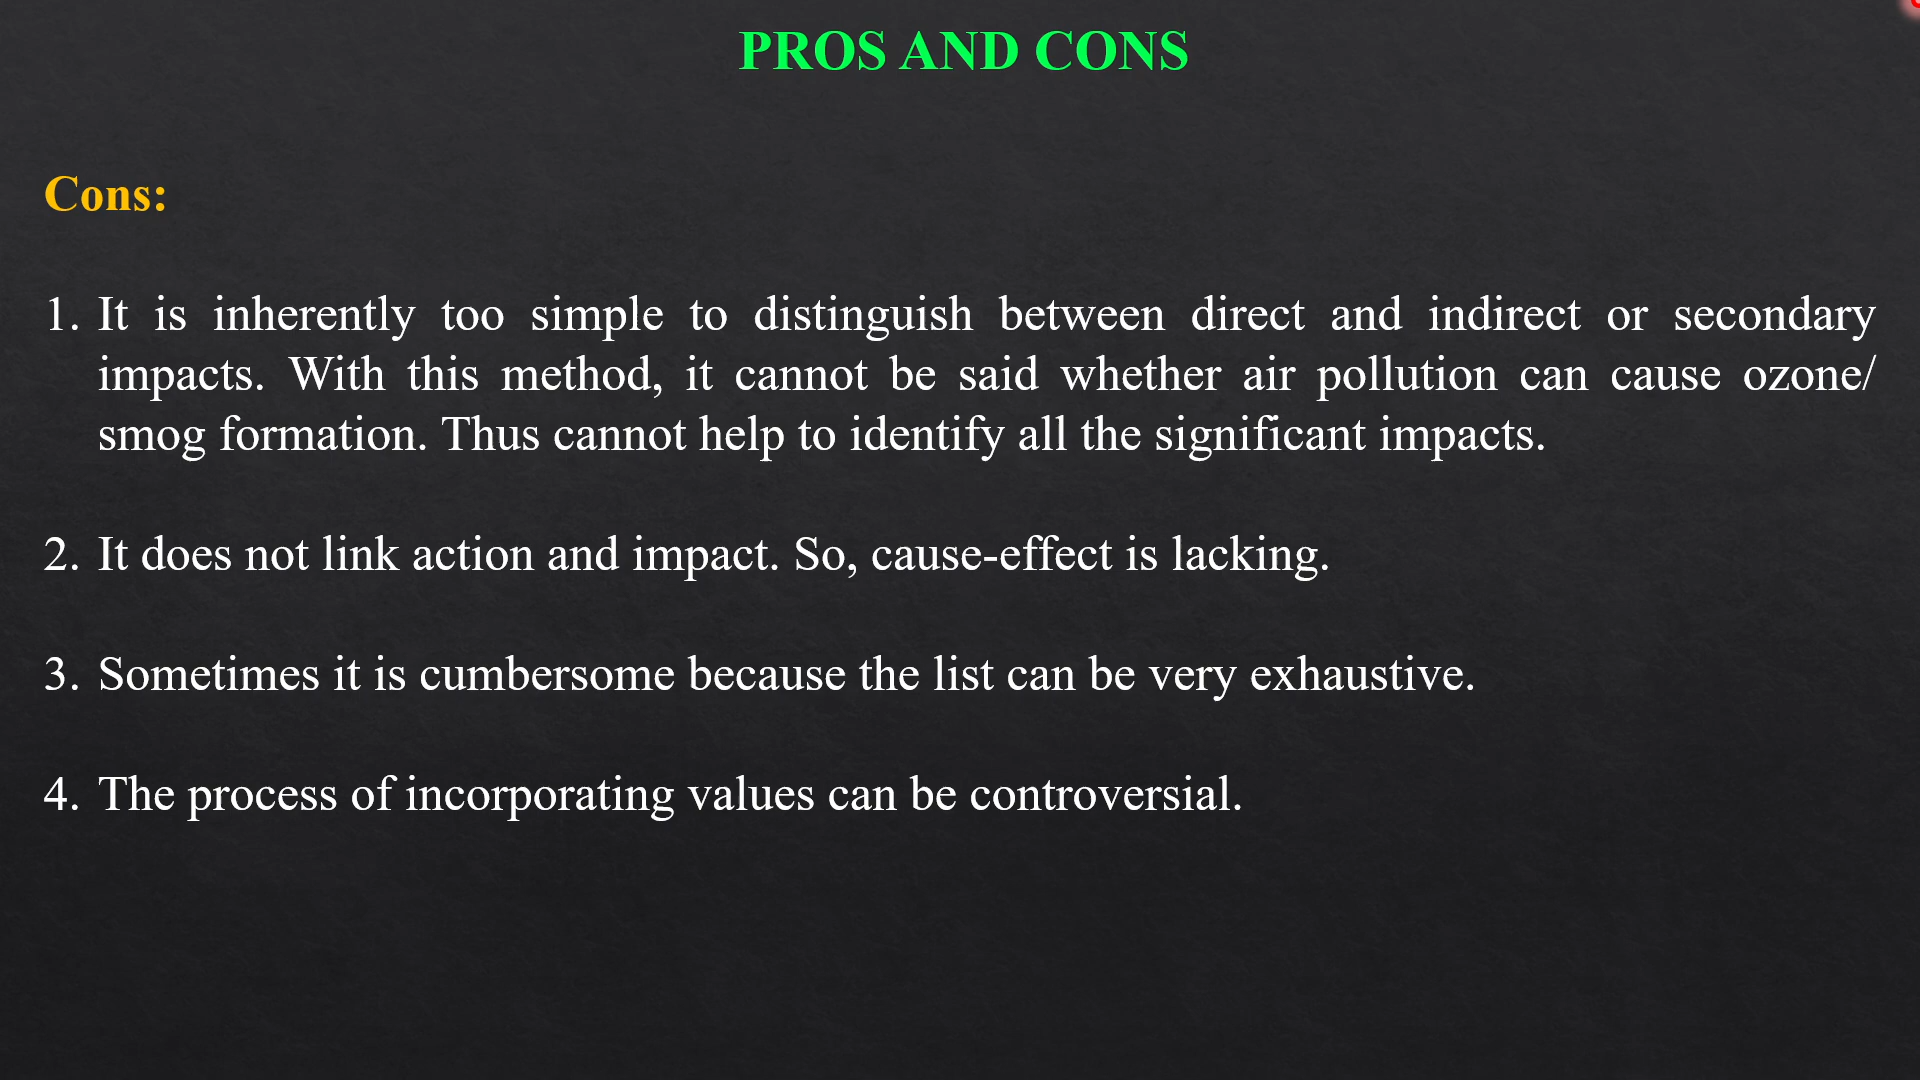 PROS AND CONS
Cons:
1. It is inherently too simple to distinguish between direct and indirect or secondary
impacts. With this method, it cannot be said whether air pollution can cause ozone/
smog formation. Thus cannot help to identify all the significant impacts.
2. It does not link action and impact. So, cause-effect is lacking.
3. Sometimes it is cumbersome because the list can be very exhaustive.
4. The process of incorporating values can be controversial.